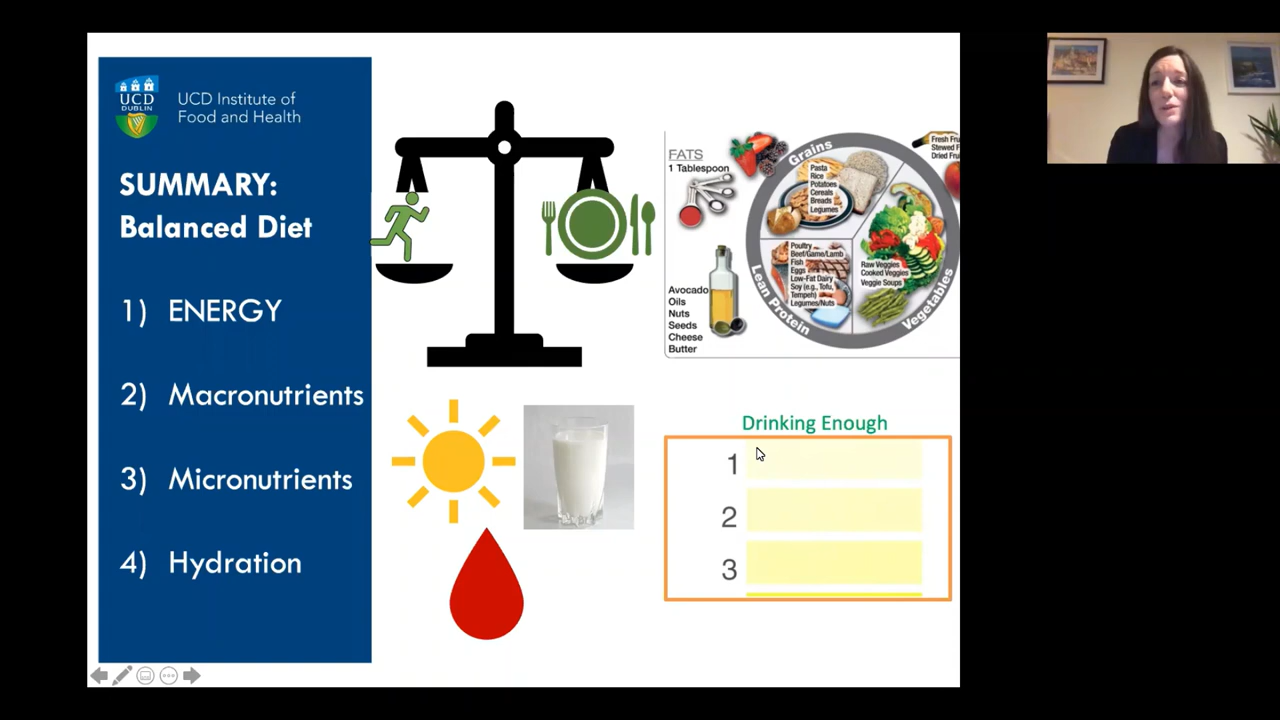 UCD
DUBLIN
UCD Institute of
Food and Health
SUMMARY:
Balanced Diet
1) ENERGY
2) Macronutrients
3) Micronutrients
4) Hydration
FATS
1 Tablespoon
Avocado
Oils
Nuts
Seeds
Cheese
Butter
Grains
Pasta
Rice
Potatoes
Cereals
Breads
Legumes
Lean Protein
Poultry
Beef/Game/Lamb
Fish
Eggs
Low-Fat Dairy
Soy (e.g., Tofu,
Tempeh)
Legumes/Nuts
Vegetables
Raw Veggies
Cooked Veggies
Veggie Soups
Fresh Fru
Stewed F
Dried Fru
Drinking Enough
1
2
3